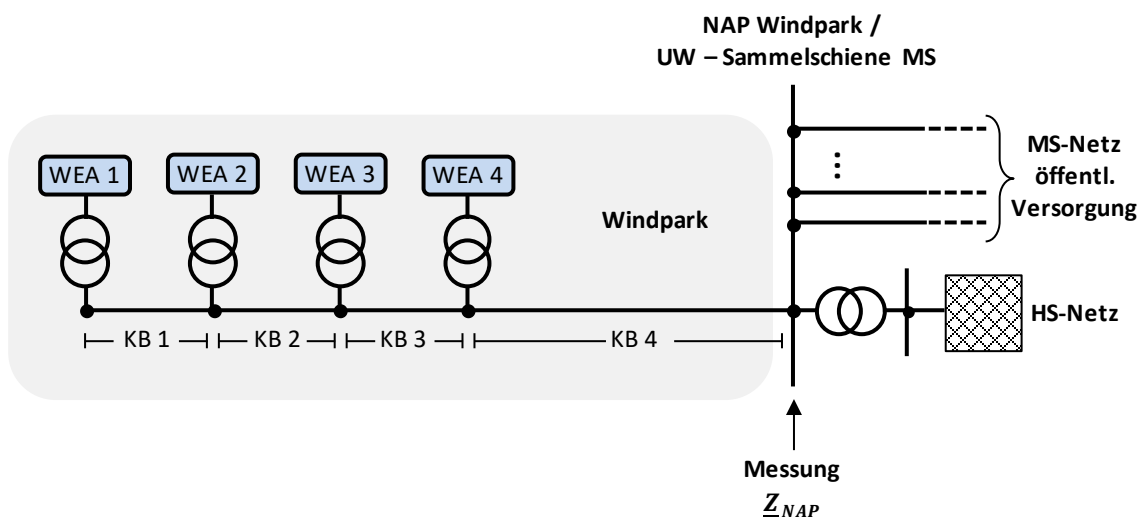 NAP Windpark /
UW – Sammelschiene MS
MS-Netz
öffentl.
Versorgung
WEA 1
WEA 2
WEA 3
WEA 4
Windpark
HS-Netz
KB 1
KB 2
KB 3
KB 4
Messung
Z_NAP